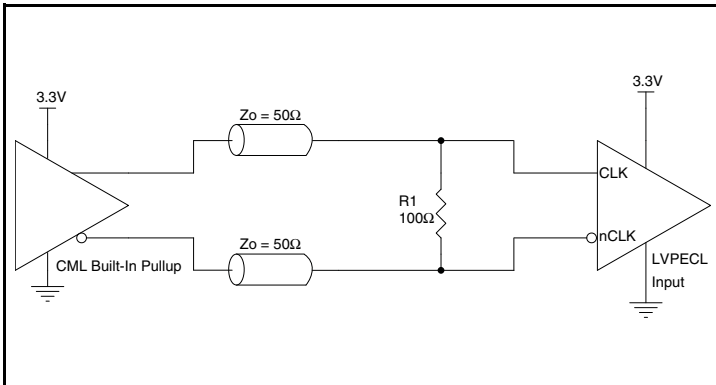 3.3V
3.3V
Zo = 50Ω
CLK
R1
100Ω
nCLK
Zo = 50Ω
CML Built-In Pullup
LVPECL
Input